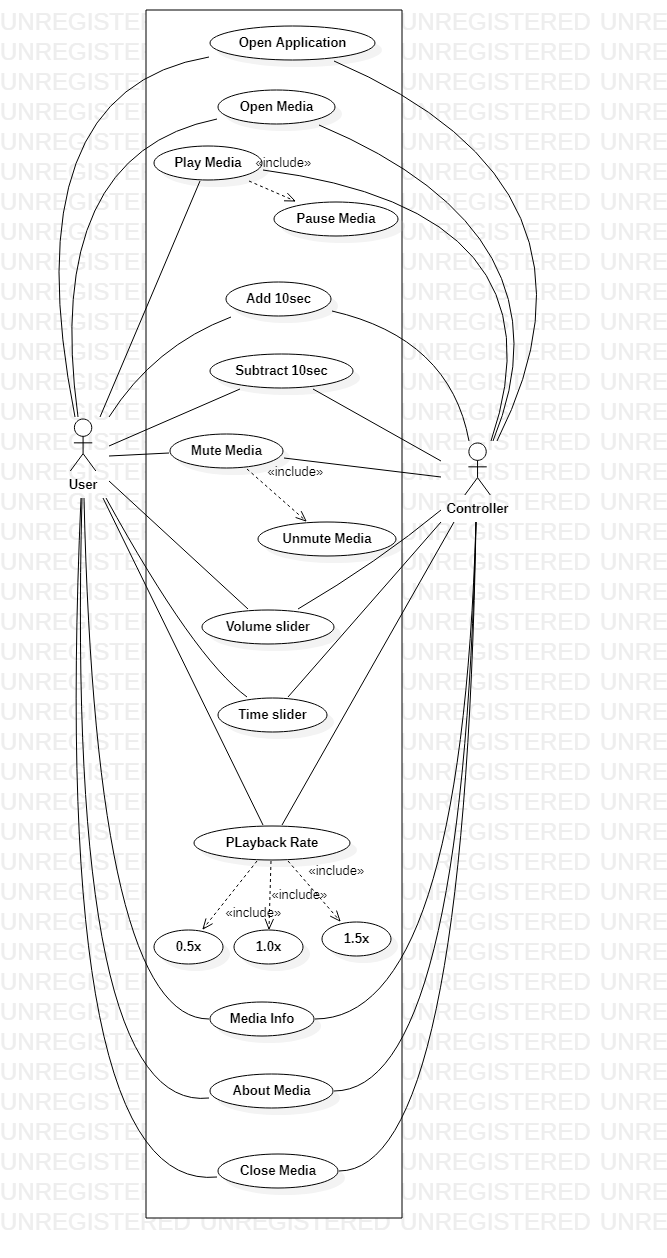 Open Application
Open Media
Play Media
«include»
Pause Media
Add 10sec
Subtract 10sec
Mute Media
«include»
User
Controller
Unmute Media
Volume slider
Time slider
PLayback Rate
«include»
«include»
«include»
0.5x
1.0x
1.5x
Media Info
About Media
Close Media
UNREGISTERED